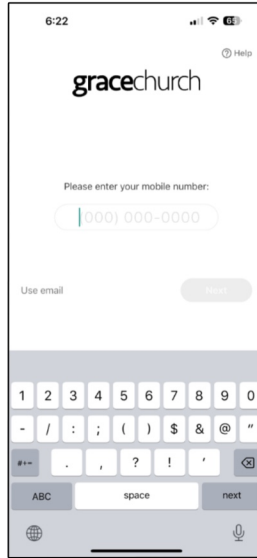 6:22
65
Help
gracechurch
Please enter your mobile number:
(000) 000-0000
Use email
Next
1 2 3 4 5 6 7 8 9 0
- / : ; ( ) $ & @ "
#+= . , ? ! '
ABC space next